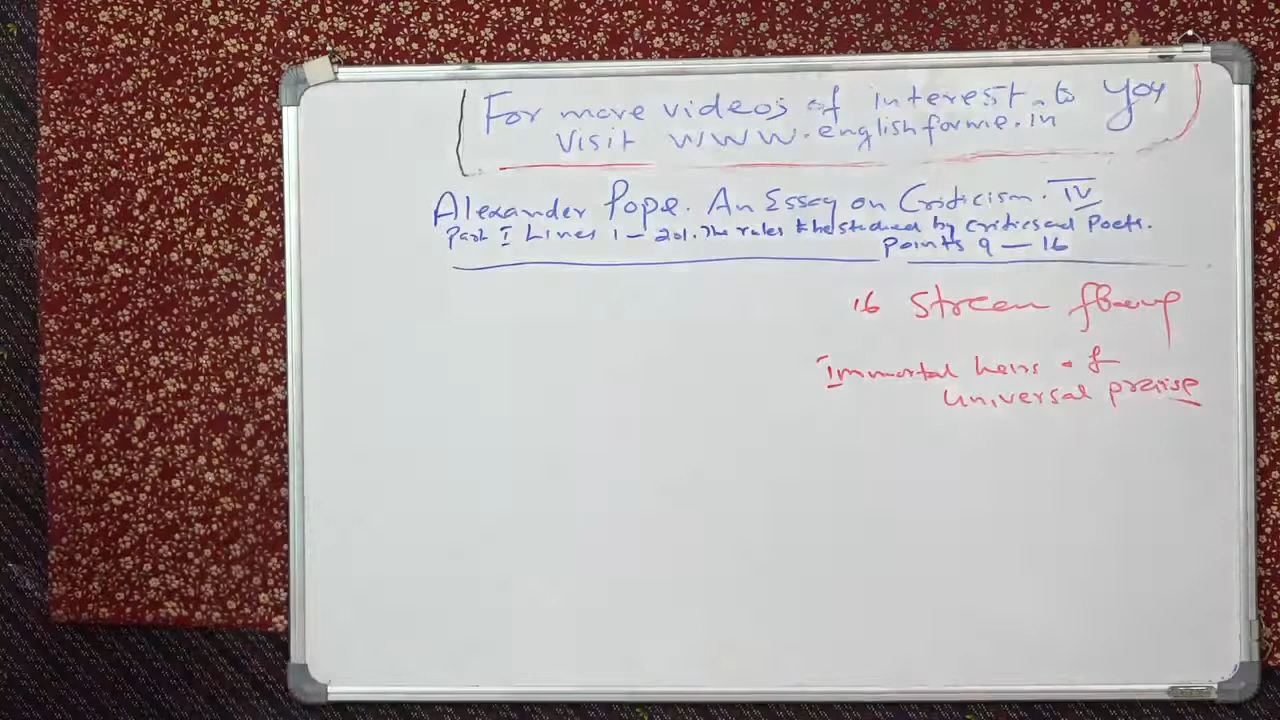 For more videos of interest to you
Visit www.englishforme.in
Alexander Pope. An Essay on Criticism. IV
Part I Lines 1 - 201. The rules to be studied by critics and Poets.
Points 9 - 16
16 Stream
Immortal heirs of
universal praise